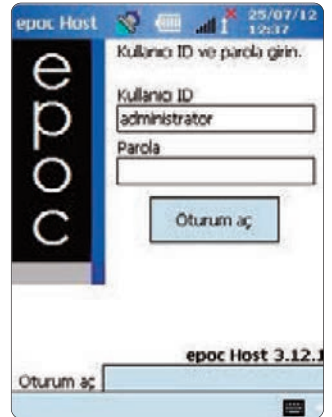 epoc Host
25/07/12
12:37
epoc
Kullanıcı ID ve parola girin.
Kullanıcı ID
administrator
Parola
Oturum aç
epoc Host 3.12.1
Oturum aç